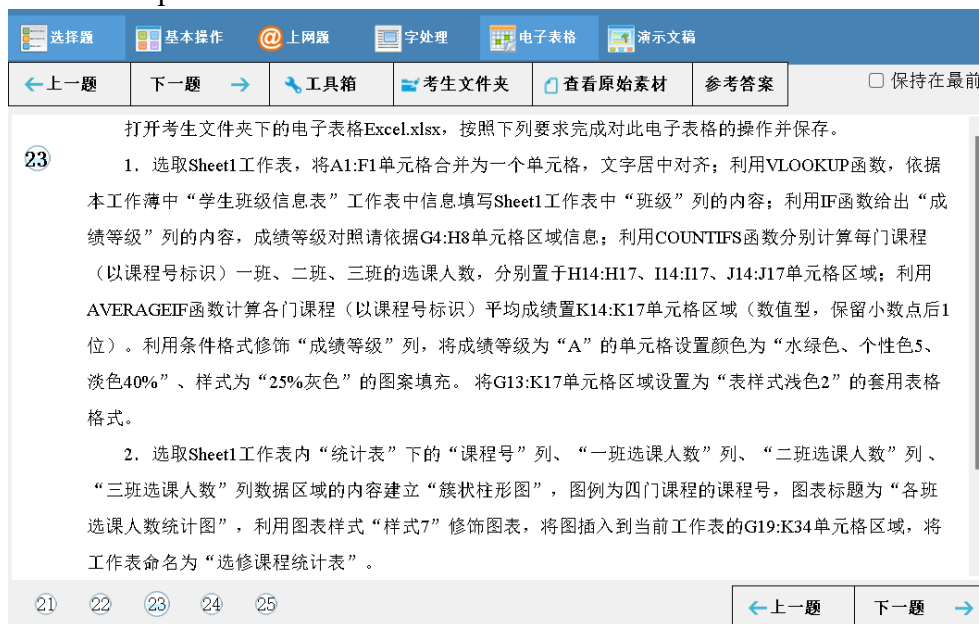 选择题 基本操作 上网题 字处理 电子表格 演示文稿
←上一题 下一题 → 工具箱 考生文件夹 查看原始素材 参考答案 保持在最前
打开考生文件夹下的电子表格Excel.xlsx，按照下列要求完成对此电子表格的操作并保存。
23 1．选取Sheet1工作表，将A1:F1单元格合并为一个单元格，文字居中对齐；利用VLOOKUP函数，依据
本工作薄中“学生班级信息表”工作表中信息填写Sheet1工作表中“班级”列的内容；利用IF函数给出“成
绩等级”列的内容，成绩等级对照请依据G4:H8单元格区域信息；利用COUNTIFS函数分别计算每门课程
（以课程号标识）一班、二班、三班的选课人数，分别置于H14:H17、I14:I17、J14:J17单元格区域；利用
AVERAGEIF函数计算各门课程（以课程号标识）平均成绩置K14:K17单元格区域（数值型，保留小数点后1
位）。利用条件格式修饰“成绩等级”列，将成绩等级为“A”的单元格设置颜色为“水绿色、个性色5、
淡色40%”、样式为“25%灰色”的图案填充。 将G13:K17单元格区域设置为“表样式浅色2”的套用表格
格式。
2．选取Sheet1工作表内“统计表”下的“课程号”列、“一班选课人数”列、“二班选课人数”列 、
“三班选课人数”列数据区域的内容建立“簇状柱形图”，图例为四门课程的课程号，图表标题为“各班
选课人数统计图”，利用图表样式“样式7”修饰图表，将图插入到当前工作表的G19:K34单元格区域，将
工作表命名为“选修课程统计表”。
21 22 23 24 25 ←上一题 下一题 →